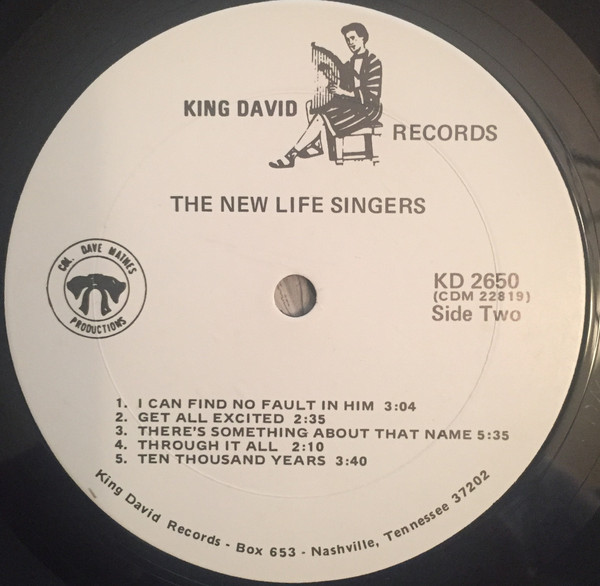 KING DAVID
RECORDS
THE NEW LIFE SINGERS
COL. DAVE MATHES
PRODUCTIONS
KD 2650
(CDM 22819)
Side Two
1. I CAN FIND NO FAULT IN HIM 3:04
2. GET ALL EXCITED 2:35
3. THERE'S SOMETHING ABOUT THAT NAME 5:35
4. THROUGH IT ALL 2:10
5. TEN THOUSAND YEARS 3:40
King David Records - Box 653 - Nashville, Tennessee 37202